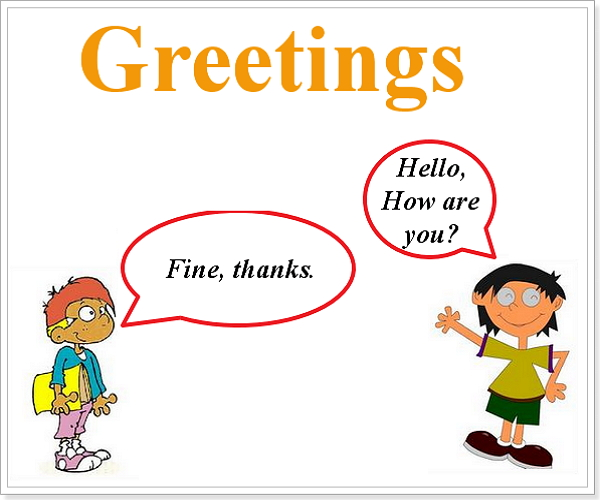 Greetings
Hello,
How are
you?
Fine, thanks.